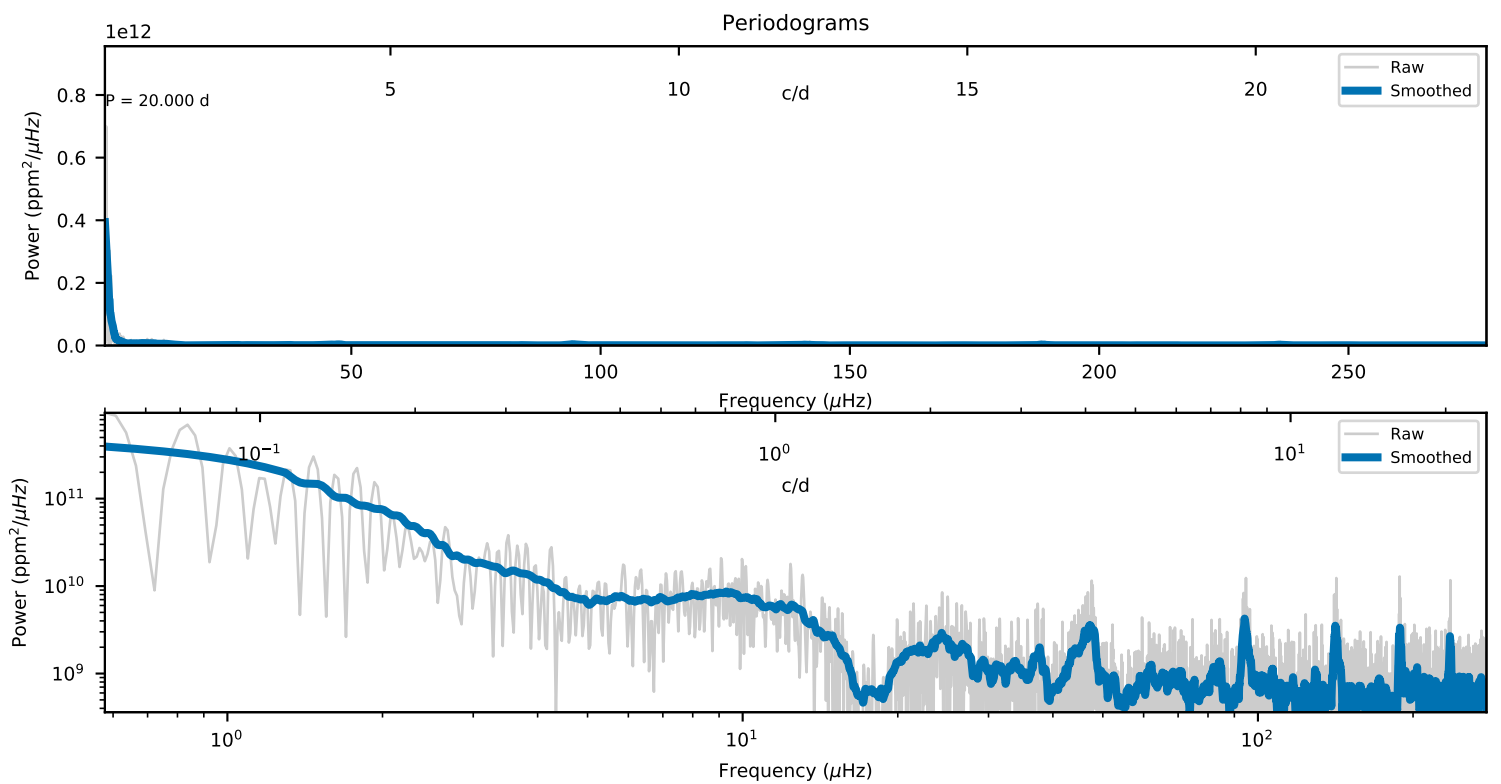 Periodograms
1e12
5 10 15 20
c/d
P = 20.000 d
Raw
Smoothed
0.8
0.6
0.4
0.2
0.0
Power (ppm²/μHz)
50 100 150 200 250
Frequency (μHz)
10⁻¹ 10⁰ 10¹
c/d
Raw
Smoothed
10¹¹
10¹⁰
10⁹
Power (ppm²/μHz)
10⁰ 10¹ 10²
Frequency (μHz)